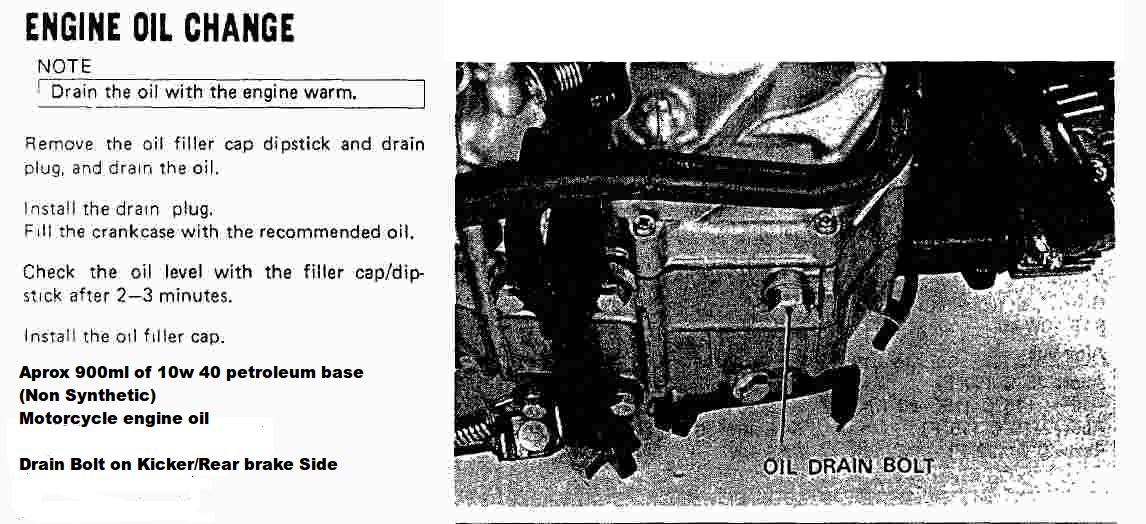 ENGINE OIL CHANGE
NOTE
Drain the oil with the engine warm.
Remove the oil filler cap dipstick and drain
plug, and drain the oil.
Install the drain plug.
Fill the crankcase with the recommended oil.
Check the oil level with the filler cap/dip-
stick after 2—3 minutes.
Install the oil filler cap.
Aprox 900ml of 10w 40 petroleum base
(Non Synthetic)
Motorcycle engine oil
Drain Bolt on Kicker/Rear brake Side
OIL DRAIN BOLT